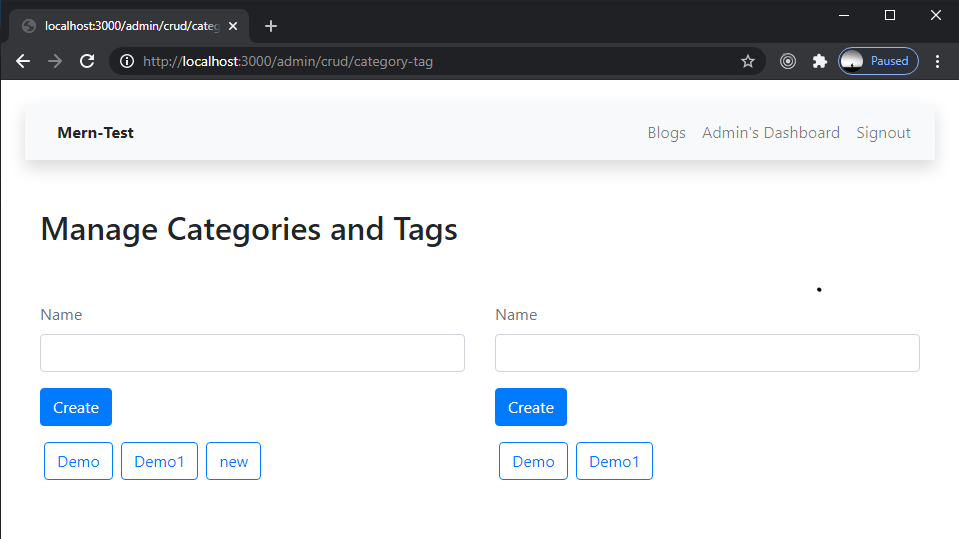 localhost:3000/admin/crud/categ
http://localhost:3000/admin/crud/category-tag
Paused
Mern-Test Blogs Admin's Dashboard Signout
Manage Categories and Tags
Name
Create
Demo Demo1 new
Name
Create
Demo Demo1